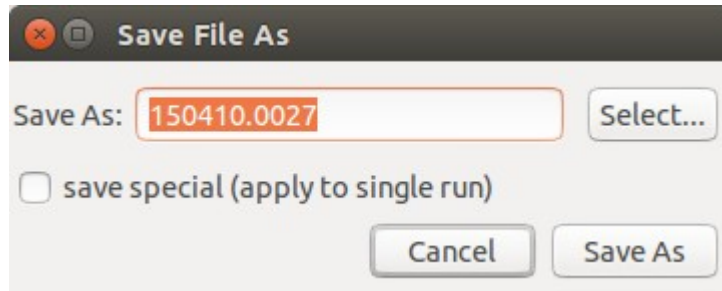 Save File As
Save As: 150410.0027 Select...
save special (apply to single run)
Cancel Save As